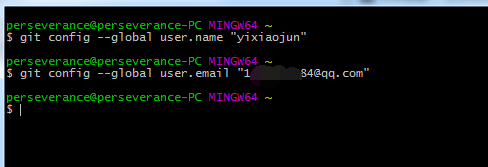 perseverance@perseverance-PC MINGW64 ~
$ git config --global user.name "yixiaojun"
perseverance@perseverance-PC MINGW64 ~
$ git config --global user.email "1 84@qq.com"
perseverance@perseverance-PC MINGW64 ~
$